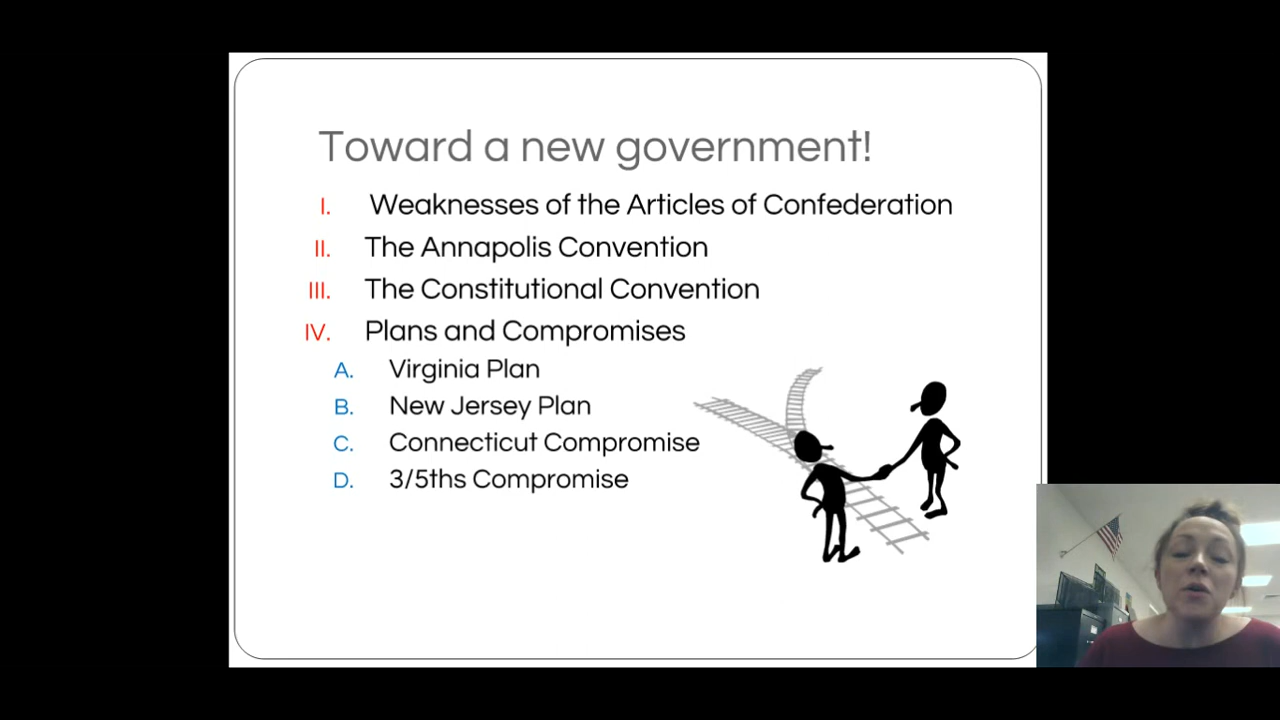 Toward a new government!
I. Weaknesses of the Articles of Confederation
II. The Annapolis Convention
III. The Constitutional Convention
IV. Plans and Compromises
A. Virginia Plan
B. New Jersey Plan
C. Connecticut Compromise
D. 3/5ths Compromise